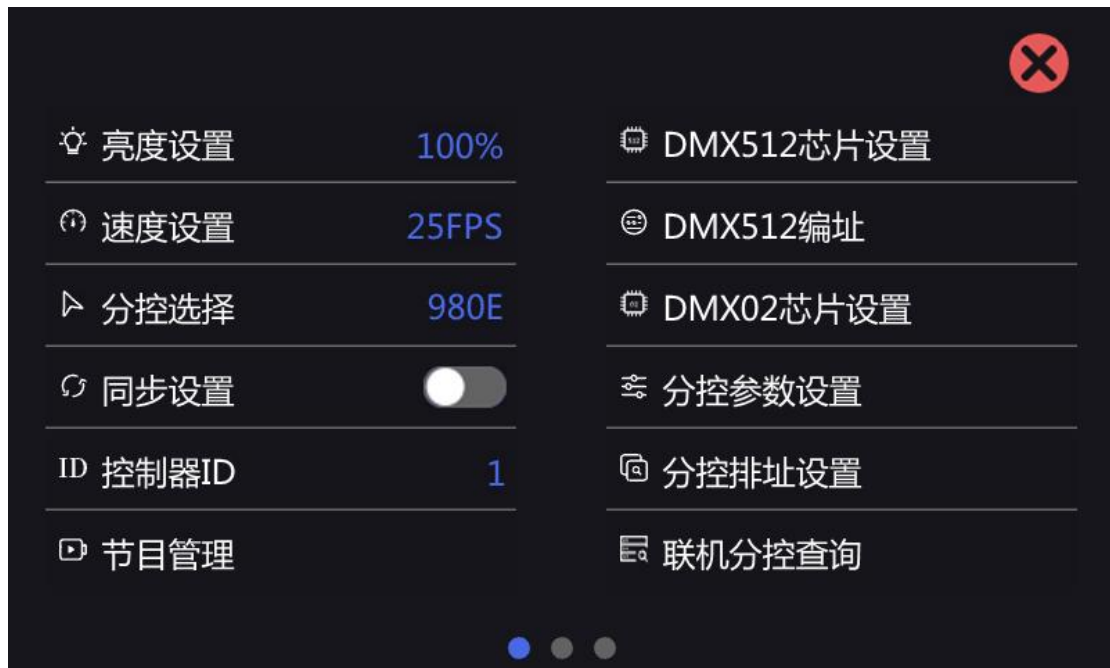 亮度设置 100%
速度设置 25FPS
分控选择 980E
同步设置
ID 控制器ID 1
节目管理
512 DMX512芯片设置
DMX512编址
02 DMX02芯片设置
分控参数设置
分控排址设置
联机分控查询